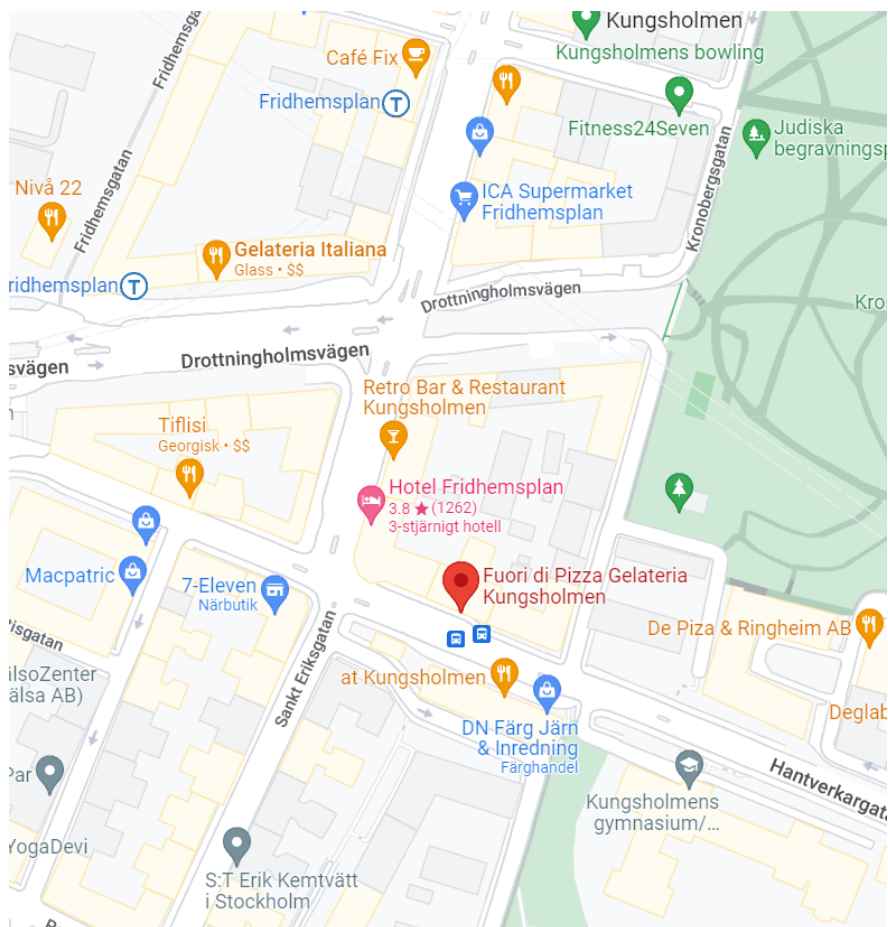 Kungsholmen
Kungsholmens bowling
Café Fix
Fridhemsgatan
Fridhemsplan T
Fitness24Seven
Judiska
begravningsp
Nivå 22
ICA Supermarket
Fridhemsplan
Kronobergsgatan
Fridhemsgatan
Gelateria Italiana
Glass • $$
ridhemsplan T
Drottningholmsvägen
Kro
svägen
Drottningholmsvägen
Retro Bar & Restaurant
Kungsholmen
Tiflisi
Georgisk • $$
Hotel Fridhemsplan
3.8 ★ (1262)
3-stjärnigt hotell
Macpatric
7-Eleven
Närbutik
Fuori di Pizza Gelateria
Kungsholmen
isgatan
De Piza & Ringheim AB
älsoZenter
älsa AB)
Sankt Eriksgatan
at Kungsholmen
DN Färg Järn
& Inredning
Färghandel
Deglab
Par
Hantverkargata
Kungsholmens
gymnasium/...
YogaDevi
S:T Erik Kemtvätt
i Stockholm